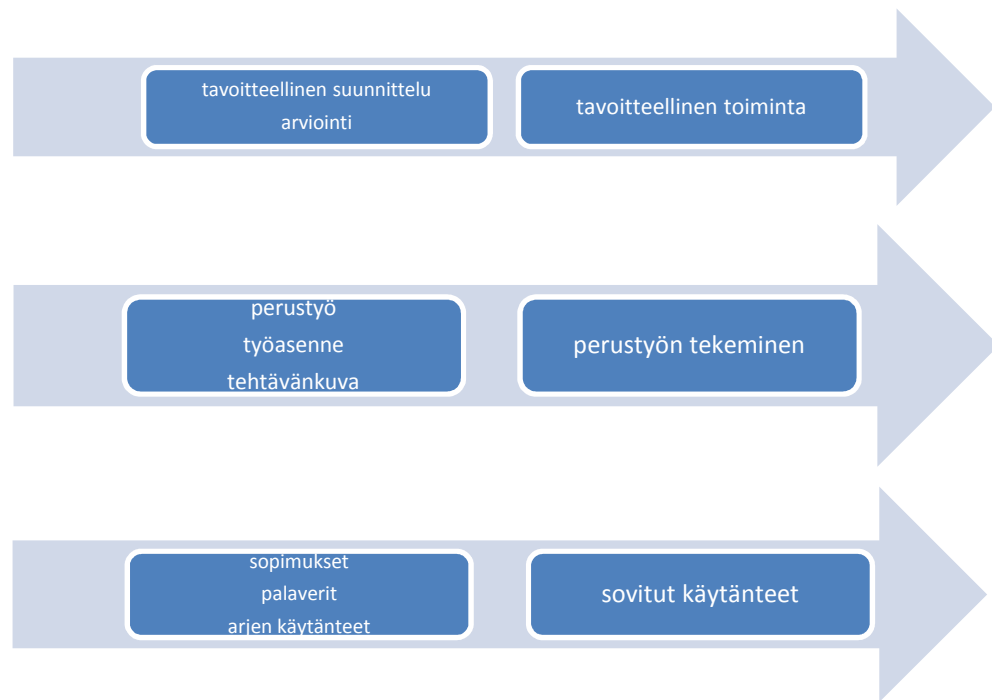 tavoitteellinen suunnittelu
arviointi
tavoitteellinen toiminta
perustyö
työasenne
tehtävänkuva
perustyön tekeminen
sopimukset
palaverit
arjen käytänteet
sovitut käytänteet